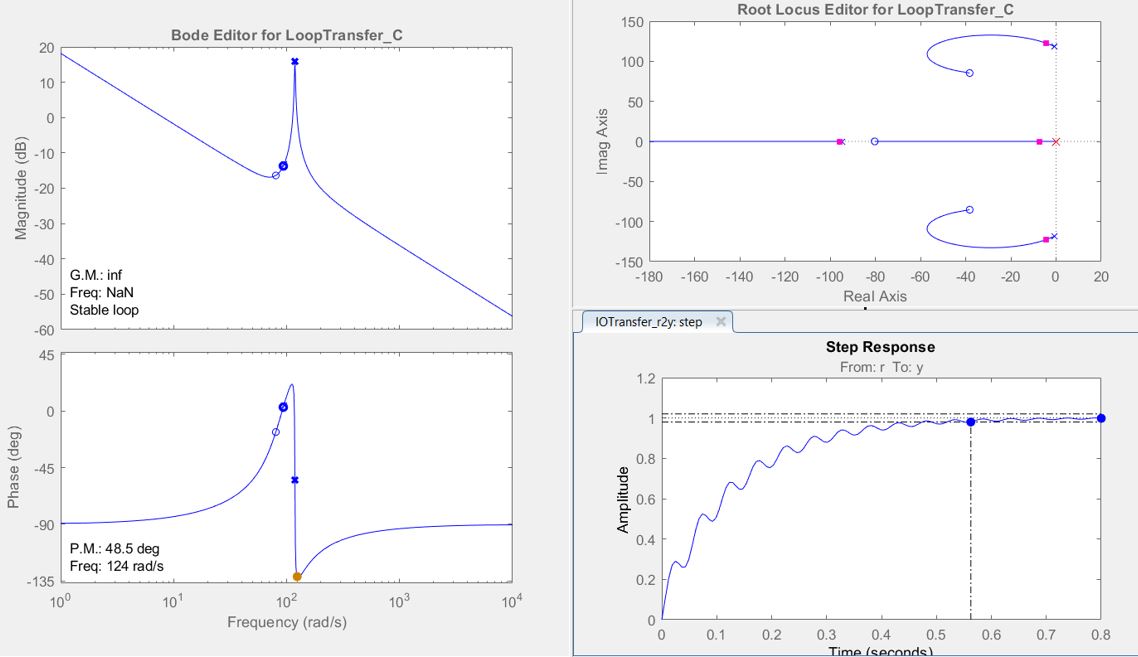 Bode Editor for LoopTransfer_C
20
10
0
-10
-20
-30
-40
-50
-60
Magnitude (dB)
G.M.: inf
Freq: NaN
Stable loop
45
0
-45
-90
-135
Phase (deg)
P.M.: 48.5 deg
Freq: 124 rad/s
10^0 10^1 10^2 10^3 10^4
Frequency (rad/s)
Root Locus Editor for LoopTransfer_C
150
100
50
0
-50
-100
-150
Imag Axis
-180 -160 -140 -120 -100 -80 -60 -40 -20 0 20
Real Axis
IOTransfer_r2y: step
Step Response
From: r To: y
1.2
1
0.8
0.6
0.4
0.2
0
Amplitude
0 0.1 0.2 0.3 0.4 0.5 0.6 0.7 0.8
Time (seconds)